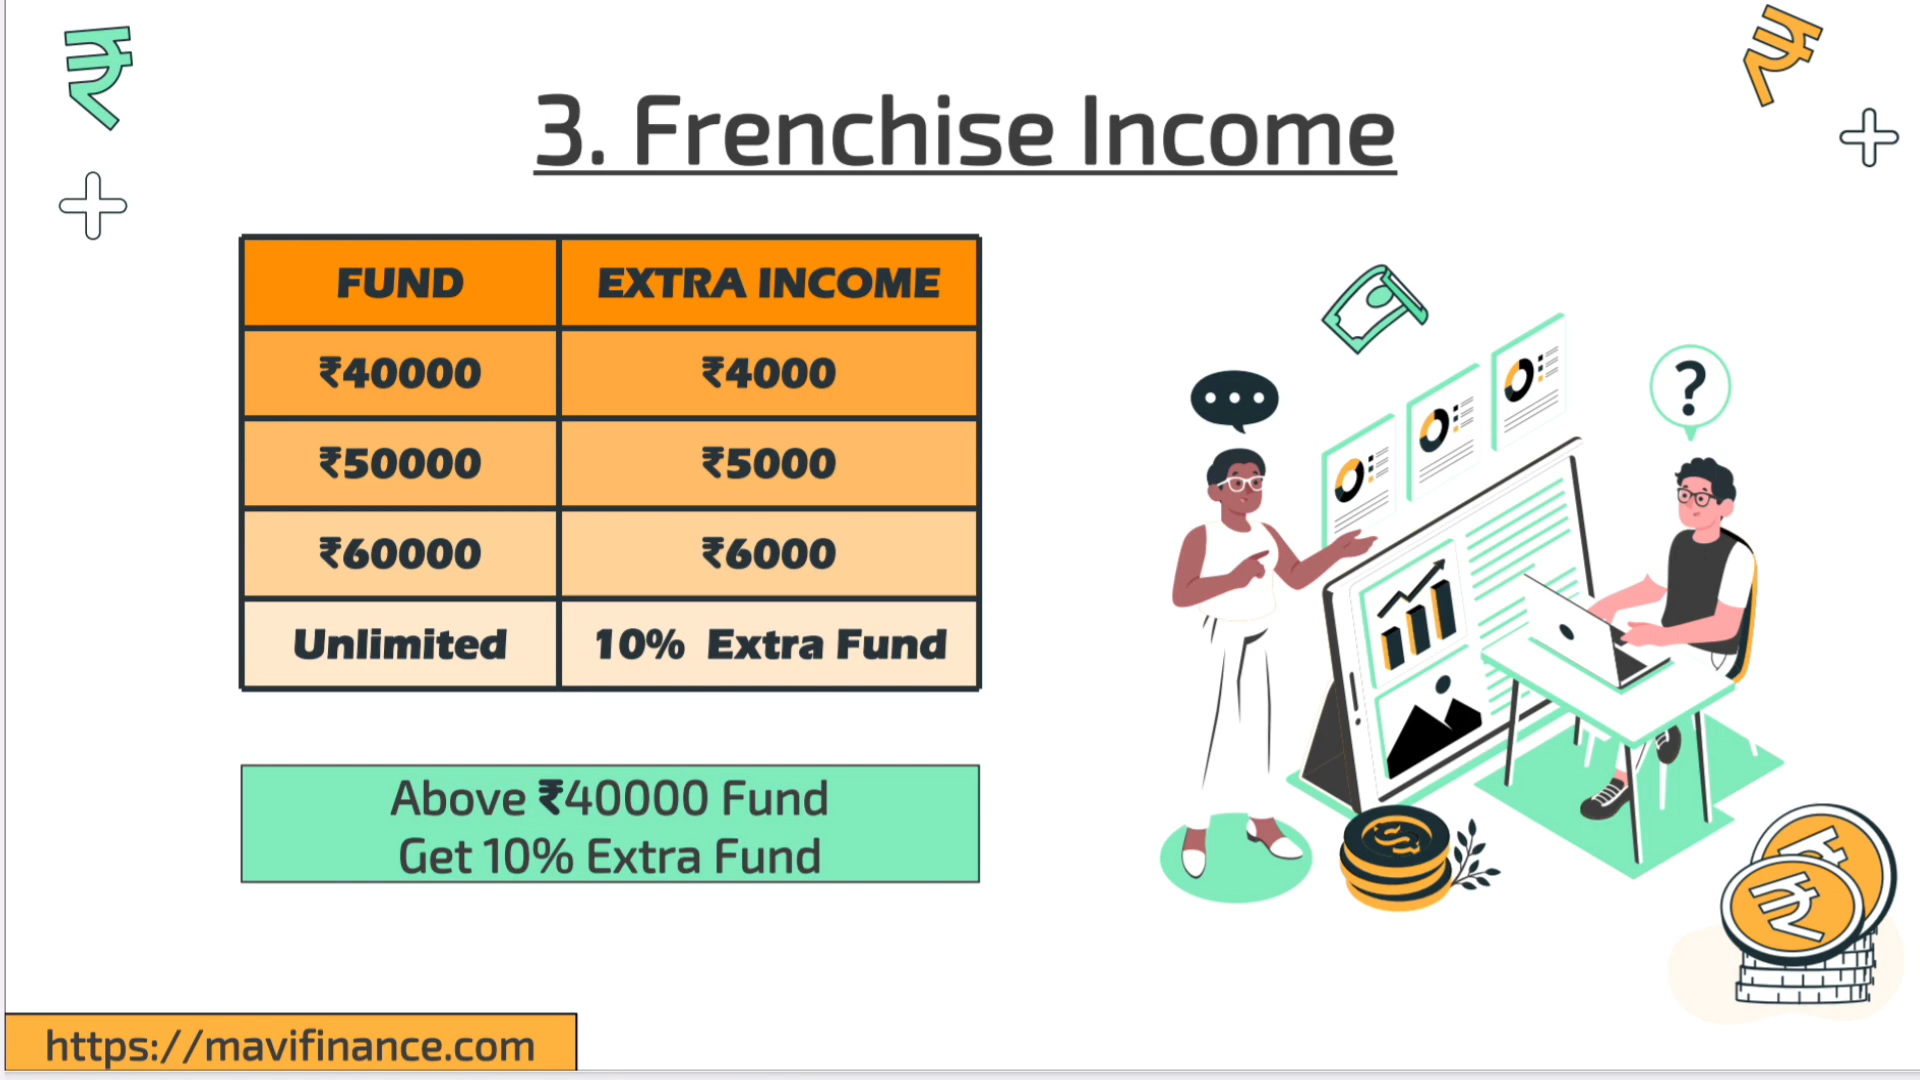 3. Frenchise Income
FUND EXTRA INCOME
₹40000 ₹4000
₹50000 ₹5000
₹60000 ₹6000
Unlimited 10% Extra Fund
Above ₹40000 Fund
Get 10% Extra Fund
?
https://mavifinance.com